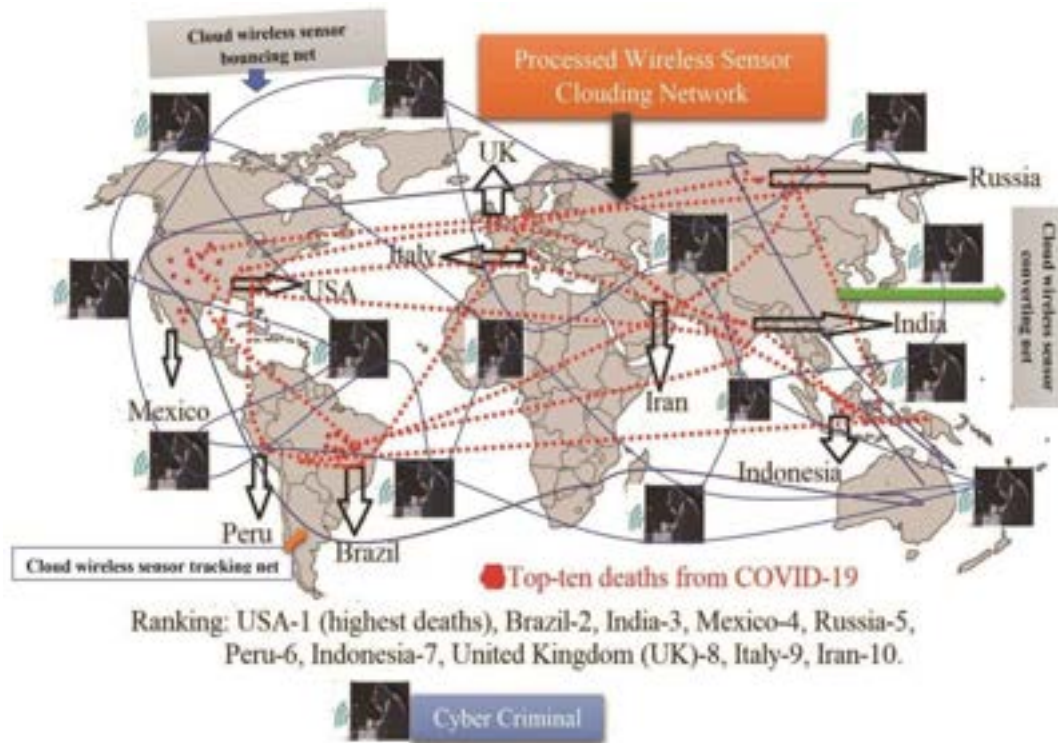 Cloud wireless sensor
bouncing net
Processed Wireless Sensor
Clouding Network
UK
Russia
Italy
USA
Cloud wireless sensor
converting net
India
Mexico
Iran
Indonesia
Peru
Brazil
Cloud wireless sensor tracking net
Top-ten deaths from COVID-19
Ranking: USA-1 (highest deaths), Brazil-2, India-3, Mexico-4, Russia-5,
Peru-6, Indonesia-7, United Kingdom (UK)-8, Italy-9, Iran-10.
Cyber Criminal